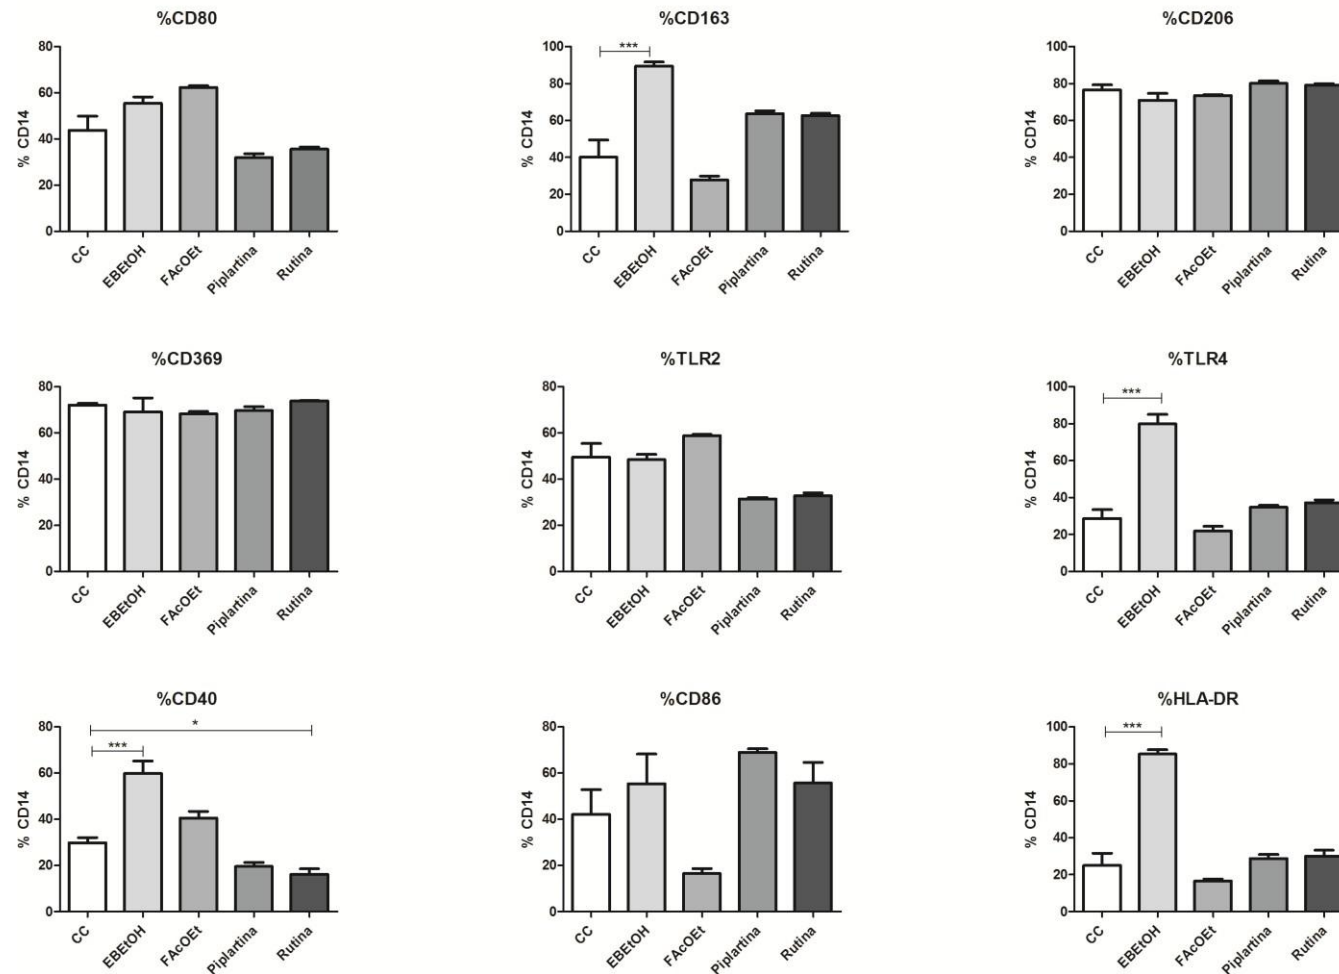 %CD80
% CD14
80
60
40
20
0
CC
EBEtOH
FAcOEt
Piplartina
Rutina
%CD163
% CD14
100
80
60
40
20
0
***
CC
EBEtOH
FAcOEt
Piplartina
Rutina
%CD206
% CD14
100
80
60
40
20
0
CC
EBEtOH
FAcOEt
Piplartina
Rutina
%CD369
% CD14
80
60
40
20
0
CC
EBEtOH
FAcOEt
Piplartina
Rutina
%TLR2
% CD14
80
60
40
20
0
CC
EBEtOH
FAcOEt
Piplartina
Rutina
%TLR4
% CD14
100
80
60
40
20
0
***
CC
EBEtOH
FAcOEt
Piplartina
Rutina
%CD40
% CD14
80
60
40
20
0
*
***
CC
EBEtOH
FAcOEt
Piplartina
Rutina
%CD86
% CD14
80
60
40
20
0
CC
EBEtOH
FAcOEt
Piplartina
Rutina
%HLA-DR
% CD14
100
80
60
40
20
0
***
CC
EBEtOH
FAcOEt
Piplartina
Rutina